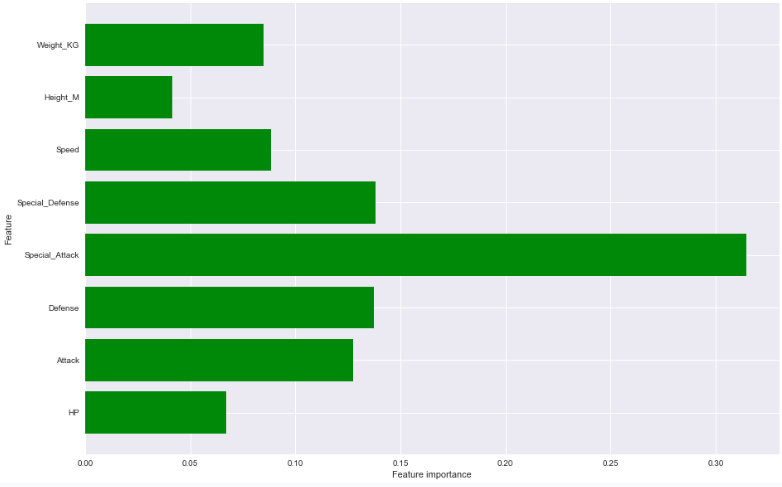 Weight_KG
Height_M
Speed
Special_Defense
Special_Attack
Defense
Attack
HP
Feature
0.00 0.05 0.10 0.15 0.20 0.25 0.30
Feature importance